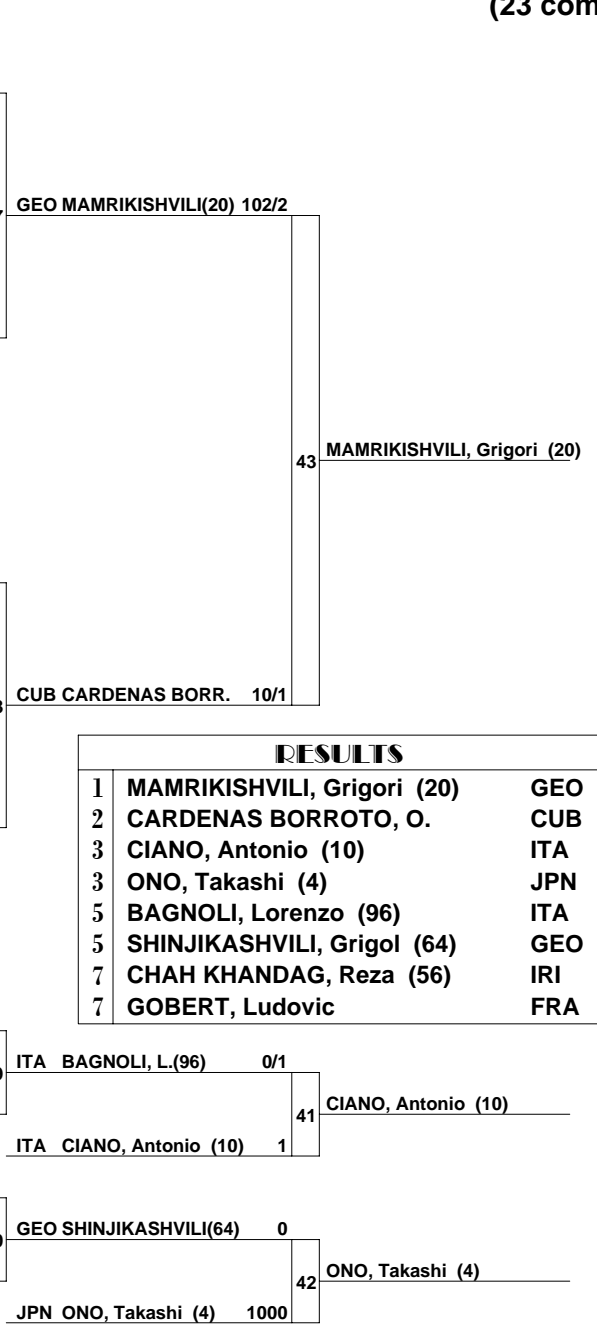 (23 com
GEO MAMRIKISHVILI(20) 102/2
43 MAMRIKISHVILI, Grigori (20)
CUB CARDENAS BORR. 10/1
RESULTS
1 MAMRIKISHVILI, Grigori (20) GEO
2 CARDENAS BORROTO, O. CUB
3 CIANO, Antonio (10) ITA
3 ONO, Takashi (4) JPN
5 BAGNOLI, Lorenzo (96) ITA
5 SHINJIKASHVILI, Grigol (64) GEO
7 CHAH KHANDAG, Reza (56) IRI
7 GOBERT, Ludovic FRA
ITA BAGNOLI, L.(96) 0/1
41 CIANO, Antonio (10)
ITA CIANO, Antonio (10) 1
GEO SHINJIKASHVILI(64) 0
42 ONO, Takashi (4)
JPN ONO, Takashi (4) 1000